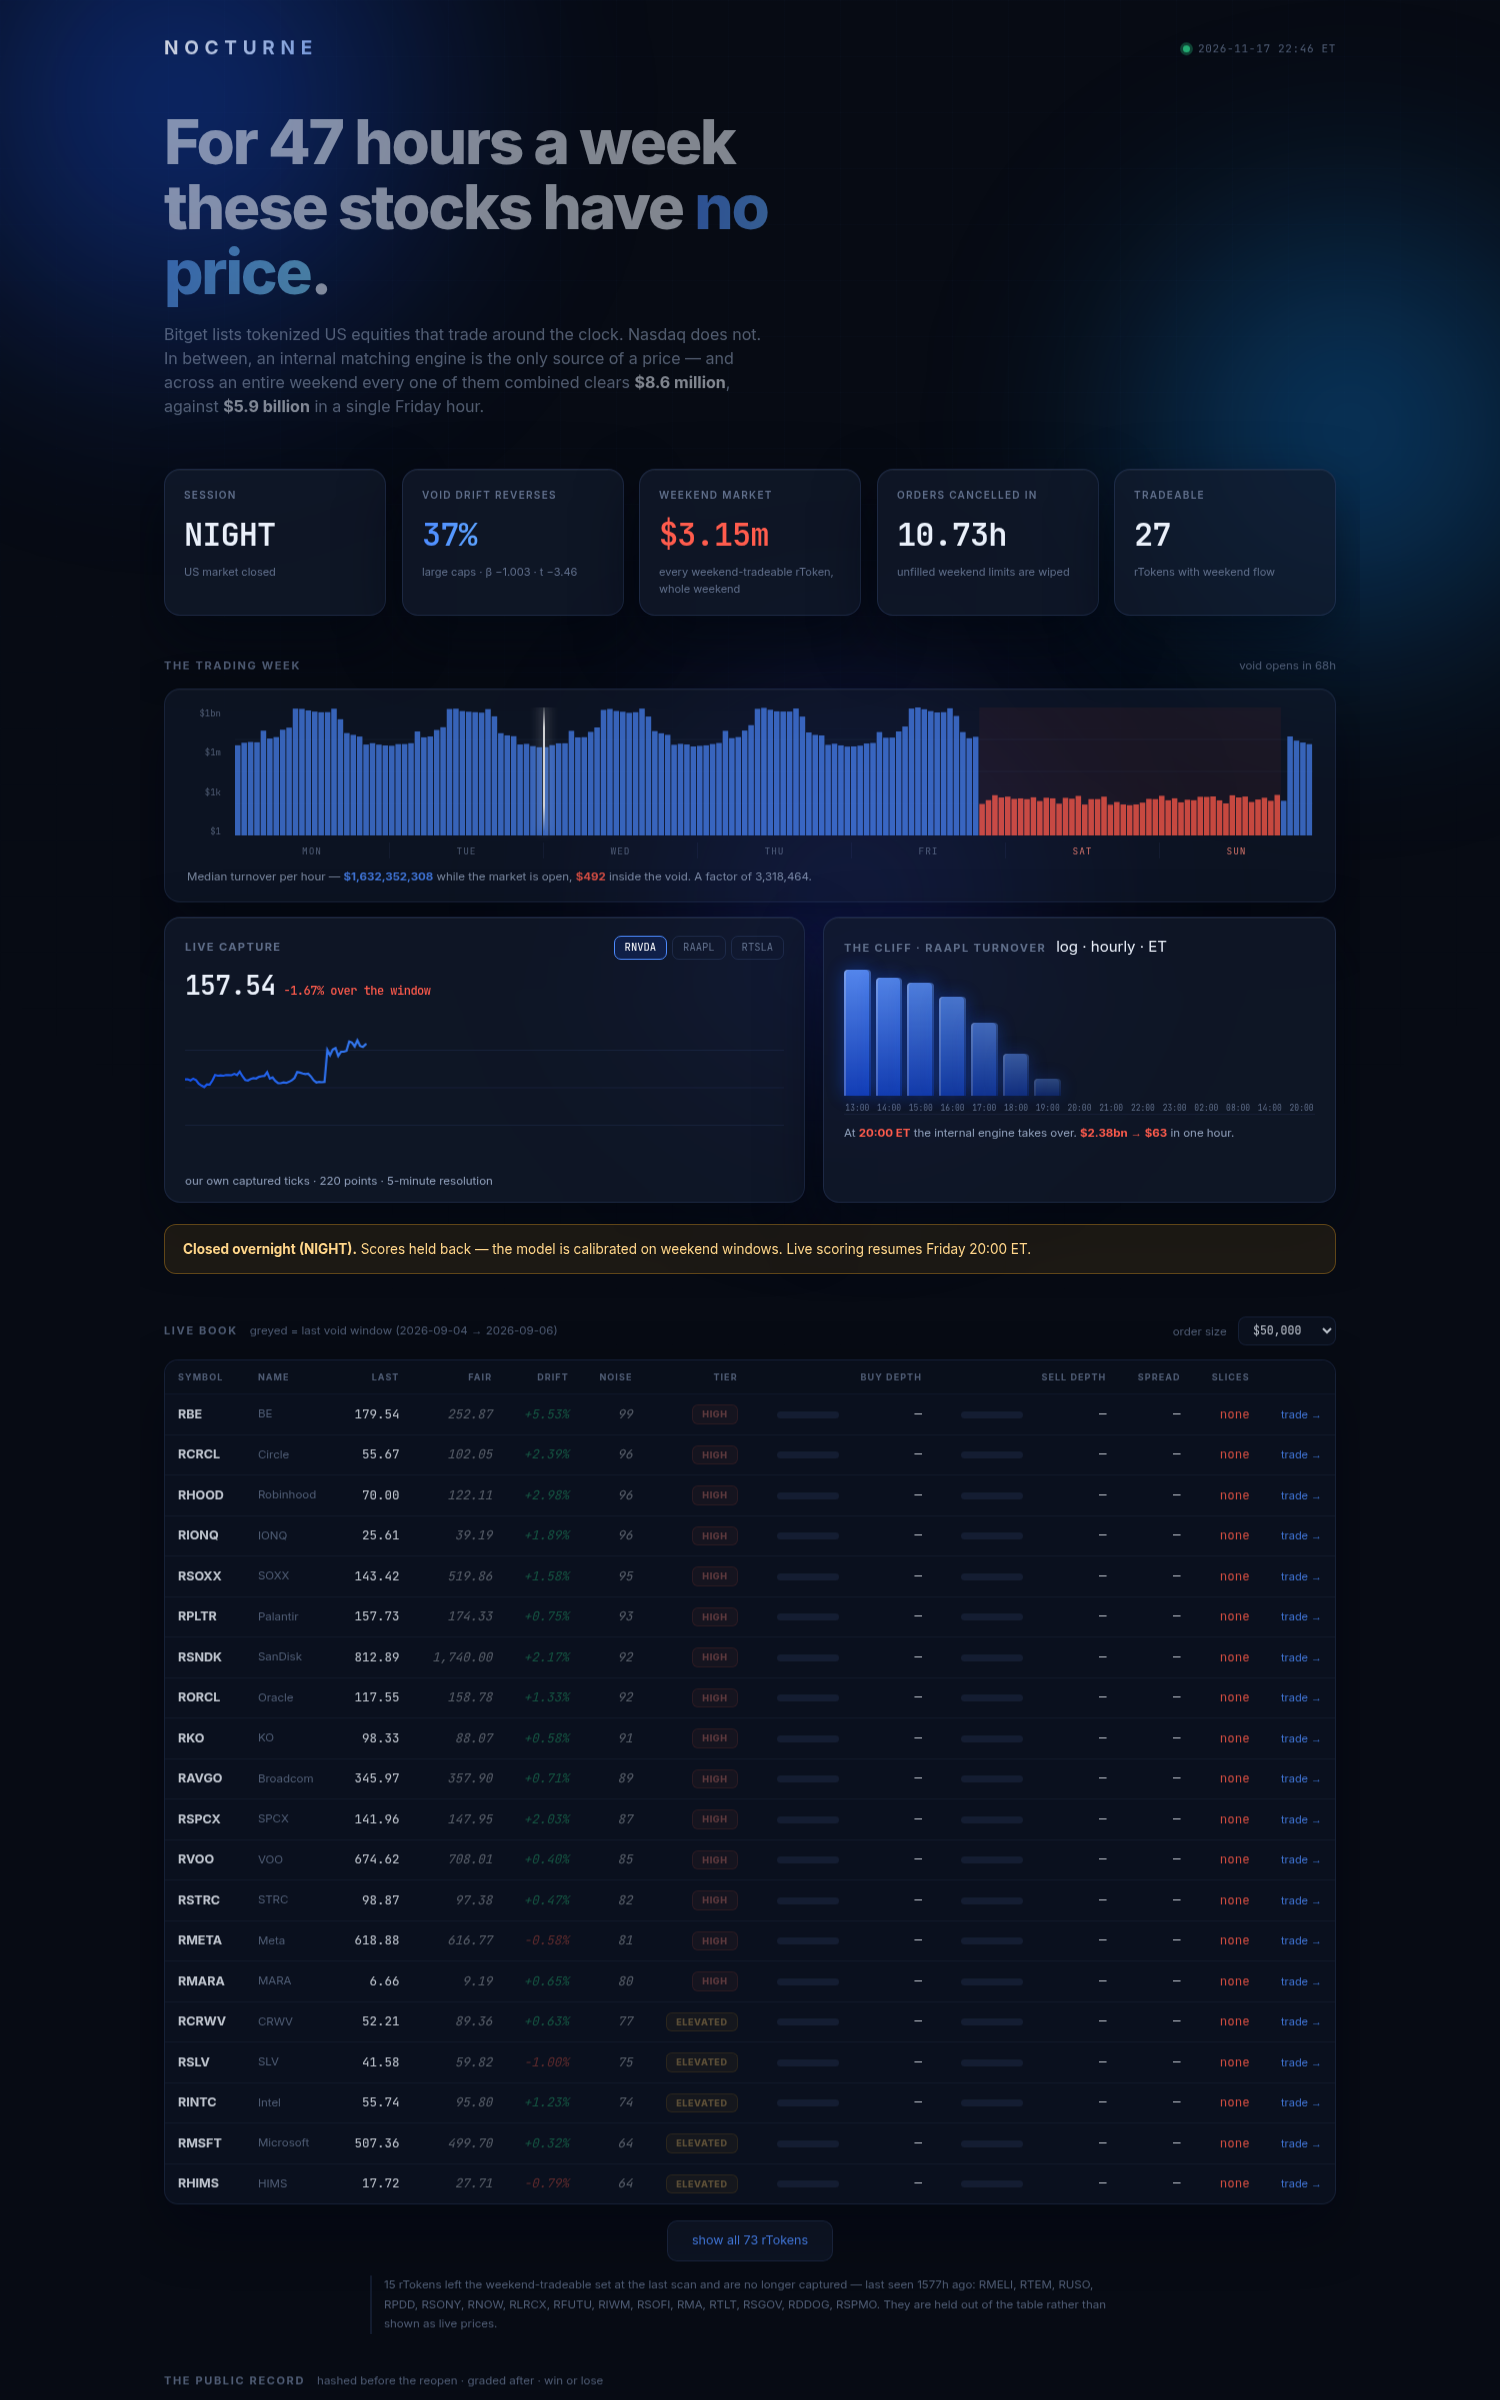 NOCTURNE
2026-11-17 22:46 ET
For 47 hours a week
these stocks have no
price.
Bitget lists tokenized US equities that trade around the clock. Nasdaq does not.
In between, an internal matching engine is the only source of a price — and
across an entire weekend every one of them combined clears $8.6 million,
against $5.9 billion in a single Friday hour.
SESSION
NIGHT
US market closed
VOID DRIFT REVERSES
37%
large caps · β −1.003 · t −3.46
WEEKEND MARKET
$3.15m
every weekend-tradeable rToken,
whole weekend
ORDERS CANCELLED IN
10.73h
unfilled weekend limits are wiped
TRADEABLE
27
rTokens with weekend flow
THE TRADING WEEK
void opens in 68h
$1bn
$1m
$1k
$1
MON TUE WED THU FRI SAT SUN
Median turnover per hour — $1,632,352,308 while the market is open, $492 inside the void. A factor of 3,318,464.
LIVE CAPTURE
RNVDA RAAPL RTSLA
157.54 -1.67% over the window
our own captured ticks · 220 points · 5-minute resolution
THE CLIFF · RAAPL TURNOVER log · hourly · ET
13:00 14:00 15:00 16:00 17:00 18:00 19:00 20:00 21:00 22:00 23:00 02:00 08:00 14:00 20:00
At 20:00 ET the internal engine takes over. $2.38bn → $63 in one hour.
Closed overnight (NIGHT). Scores held back — the model is calibrated on weekend windows. Live scoring resumes Friday 20:00 ET.
LIVE BOOK greyed = last void window (2026-09-04 → 2026-09-06)
order size $50,000
SYMBOL NAME LAST FAIR DRIFT NOISE TIER BUY DEPTH SELL DEPTH SPREAD SLICES
RBE BE 179.54 252.87 +5.53% 99 HIGH — — — none trade →
RCRCL Circle 55.67 102.05 +2.39% 96 HIGH — — — none trade →
RHOOD Robinhood 70.00 122.11 +2.98% 96 HIGH — — — none trade →
RIONQ IONQ 25.61 39.19 +1.89% 96 HIGH — — — none trade →
RSOXX SOXX 143.42 519.86 +1.58% 95 HIGH — — — none trade →
RPLTR Palantir 157.73 174.33 +0.75% 93 HIGH — — — none trade →
RSNDK SanDisk 812.89 1,740.00 +2.17% 92 HIGH — — — none trade →
RORCL Oracle 117.55 158.78 +1.33% 92 HIGH — — — none trade →
RKO KO 98.33 88.07 +0.58% 91 HIGH — — — none trade →
RAVGO Broadcom 345.97 357.90 +0.71% 89 HIGH — — — none trade →
RSPCX SPCX 141.96 147.95 +2.03% 87 HIGH — — — none trade →
RVOO VOO 674.62 708.01 +0.40% 85 HIGH — — — none trade →
RSTRC STRC 98.87 97.38 +0.47% 82 HIGH — — — none trade →
RMETA Meta 618.88 616.77 -0.58% 81 HIGH — — — none trade →
RMARA MARA 6.66 9.19 +0.65% 80 HIGH — — — none trade →
RCRWV CRWV 52.21 89.36 +0.63% 77 ELEVATED — — — none trade →
RSLV SLV 41.58 59.82 -1.00% 75 ELEVATED — — — none trade →
RINTC Intel 55.74 95.80 +1.23% 74 ELEVATED — — — none trade →
RMSFT Microsoft 507.36 499.70 +0.32% 64 ELEVATED — — — none trade →
RHIMS HIMS 17.72 27.71 -0.79% 64 ELEVATED — — — none trade →
show all 73 rTokens
15 rTokens left the weekend-tradeable set at the last scan and are no longer captured — last seen 1577h ago: RMELI, RTEM, RUSO,
RPDD, RSONY, RNOW, RLRCX, RFUTU, RIWM, RSOFI, RMA, RTLT, RSGOV, RDDOG, RSPMO. They are held out of the table rather than
shown as live prices.
THE PUBLIC RECORD hashed before the reopen · graded after · win or lose